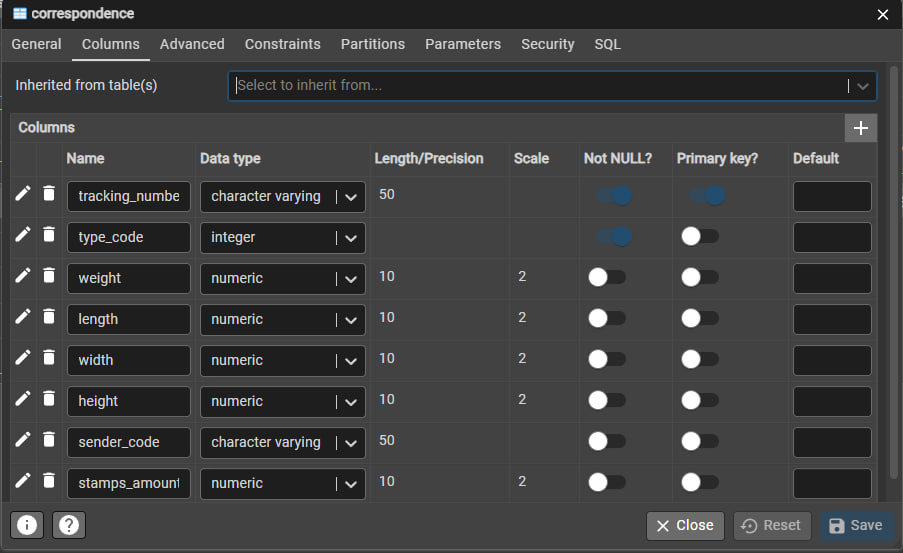 correspondence
General Columns Advanced Constraints Partitions Parameters Security SQL
Inherited from table(s) Select to inherit from...
Columns
Name Data type Length/Precision Scale Not NULL? Primary key? Default
tracking_numbe character varying 50
type_code integer
weight numeric 10 2
length numeric 10 2
width numeric 10 2
height numeric 10 2
sender_code character varying 50
stamps_amount numeric 10 2
Close Reset Save